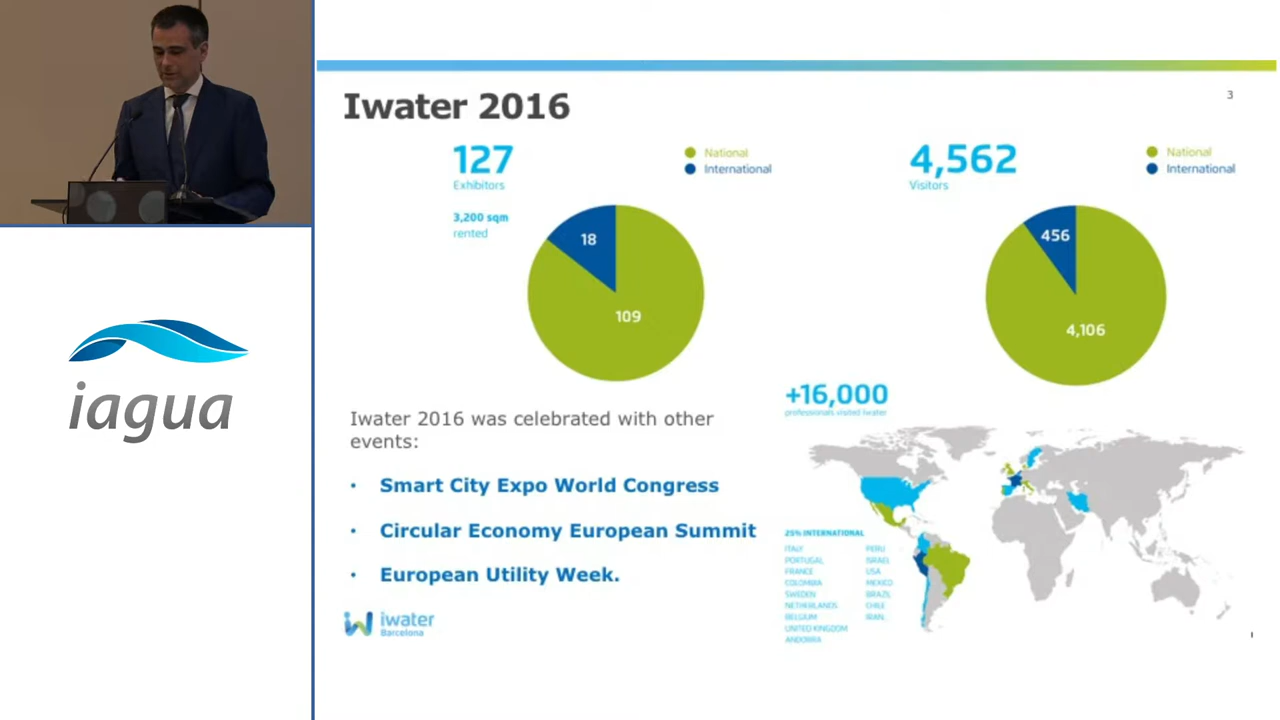 Iwater 2016
3
127
Exhibitors
3,200 sqm
rented
National
International
18
109
4,562
Visitors
National
International
456
4,106
+16,000
professionals visited Iwater
Iwater 2016 was celebrated with other
events:
• Smart City Expo World Congress
• Circular Economy European Summit
• European Utility Week.
iwater
Barcelona
25% INTERNATIONAL
ITALY
PORTUGAL
FRANCE
COLOMBIA
SWEDEN
NETHERLANDS
BELGIUM
UNITED KINGDOM
ANDORRA
PERU
ISRAEL
USA
MEXICO
BRAZIL
CHILE
IRAN
iagua